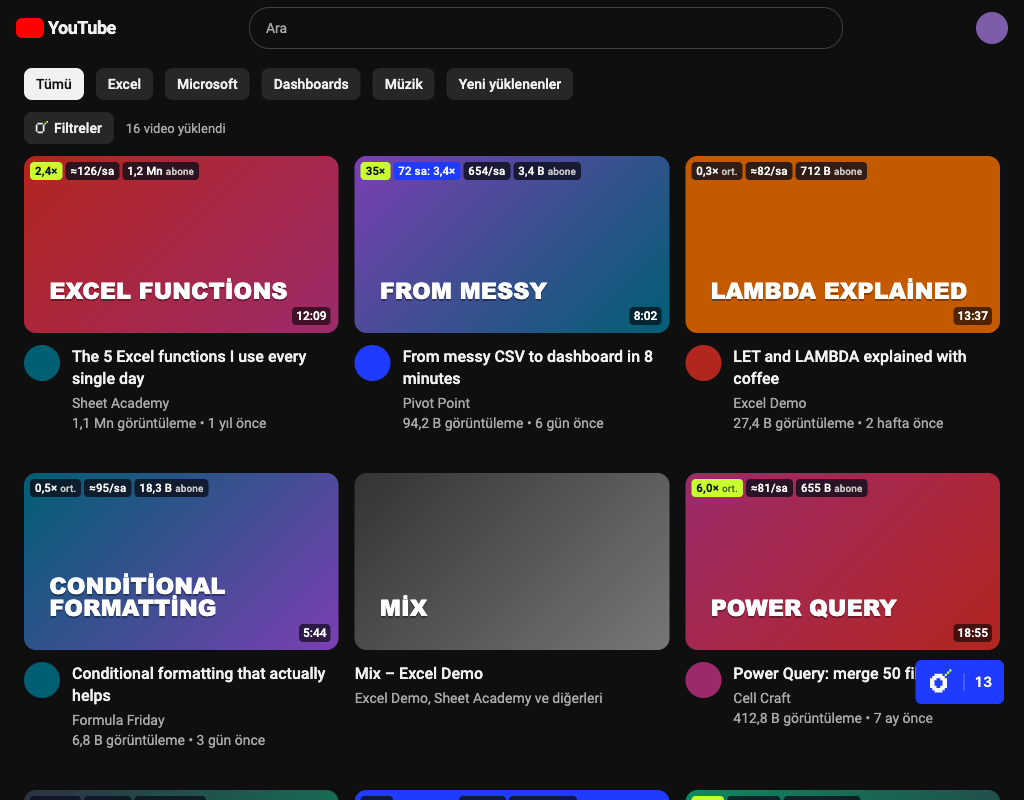 YouTube
Ara
Tümü
Excel
Microsoft
Dashboards
Müzik
Yeni yüklenenler
Filtreler
16 video yüklendi
2,4× ≈126/sa 1,2 Mn abone
EXCEL FUNCTİONS
12:09
The 5 Excel functions I use every single day
Sheet Academy
1,1 Mn görüntüleme • 1 yıl önce
35× 72 sa: 3,4× 654/sa 3,4 B abone
FROM MESSY
8:02
From messy CSV to dashboard in 8 minutes
Pivot Point
94,2 B görüntüleme • 6 gün önce
0,3× ort. ≈82/sa 712 B abone
LAMBDA EXPLAİNED
13:37
LET and LAMBDA explained with coffee
Excel Demo
27,4 B görüntüleme • 2 hafta önce
0,5× ort. ≈95/sa 18,3 B abone
CONDİTİONAL
FORMATTİNG
5:44
Conditional formatting that actually helps
Formula Friday
6,8 B görüntüleme • 3 gün önce
MİX
Mix – Excel Demo
Excel Demo, Sheet Academy ve diğerleri
6,0× ort. ≈81/sa 655 B abone
POWER QUERY
18:55
Power Query: merge 50
Cell Craft
412,8 B görüntüleme • 7 ay önce
13